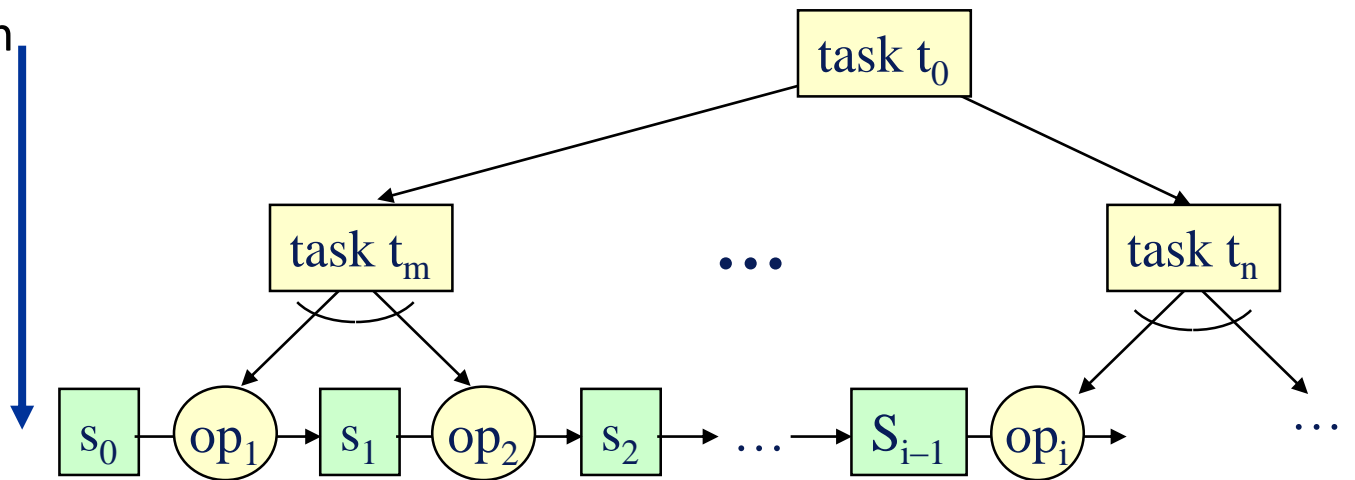 n
task t₀
task tₘ ... task tₙ
s₀ op₁ s₁ op₂ s₂ ... Sᵢ₋₁ opᵢ ...